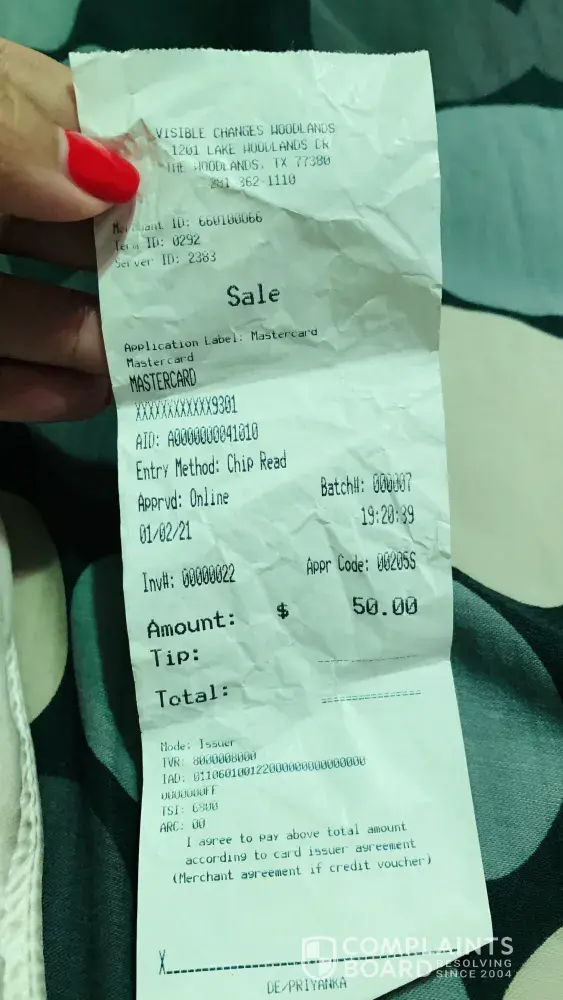 VISIBLE CHANGES WOODLANDS
1201 LAKE WOODLANDS DR
THE WOODLANDS, TX 77380
281 362-1110
Merchant ID: 660100066
Term ID: 0292
Server ID: 2383
Sale
Application Label: Mastercard
Mastercard
MASTERCARD
XXXXXXXXXXXX9301
AID: A0000000041010
Entry Method: Chip Read
Apprvd: Online
Batch#: 000007
01/02/21
19:20:39
Inv#: 00000022
Appr Code: 00205S
Amount: $ 50.00
Tip:
Total:
Mode: Issuer
TVR: 8000008000
IAD: 0110601001220000000000000000
000000FF
TSI: 6800
ARC: 00
I agree to pay above total amount
according to card issuer agreement
(Merchant agreement if credit voucher)
X
DE/PRIYANKA
COMPLAINTS
BOARD RESOLVING
SINCE 2004